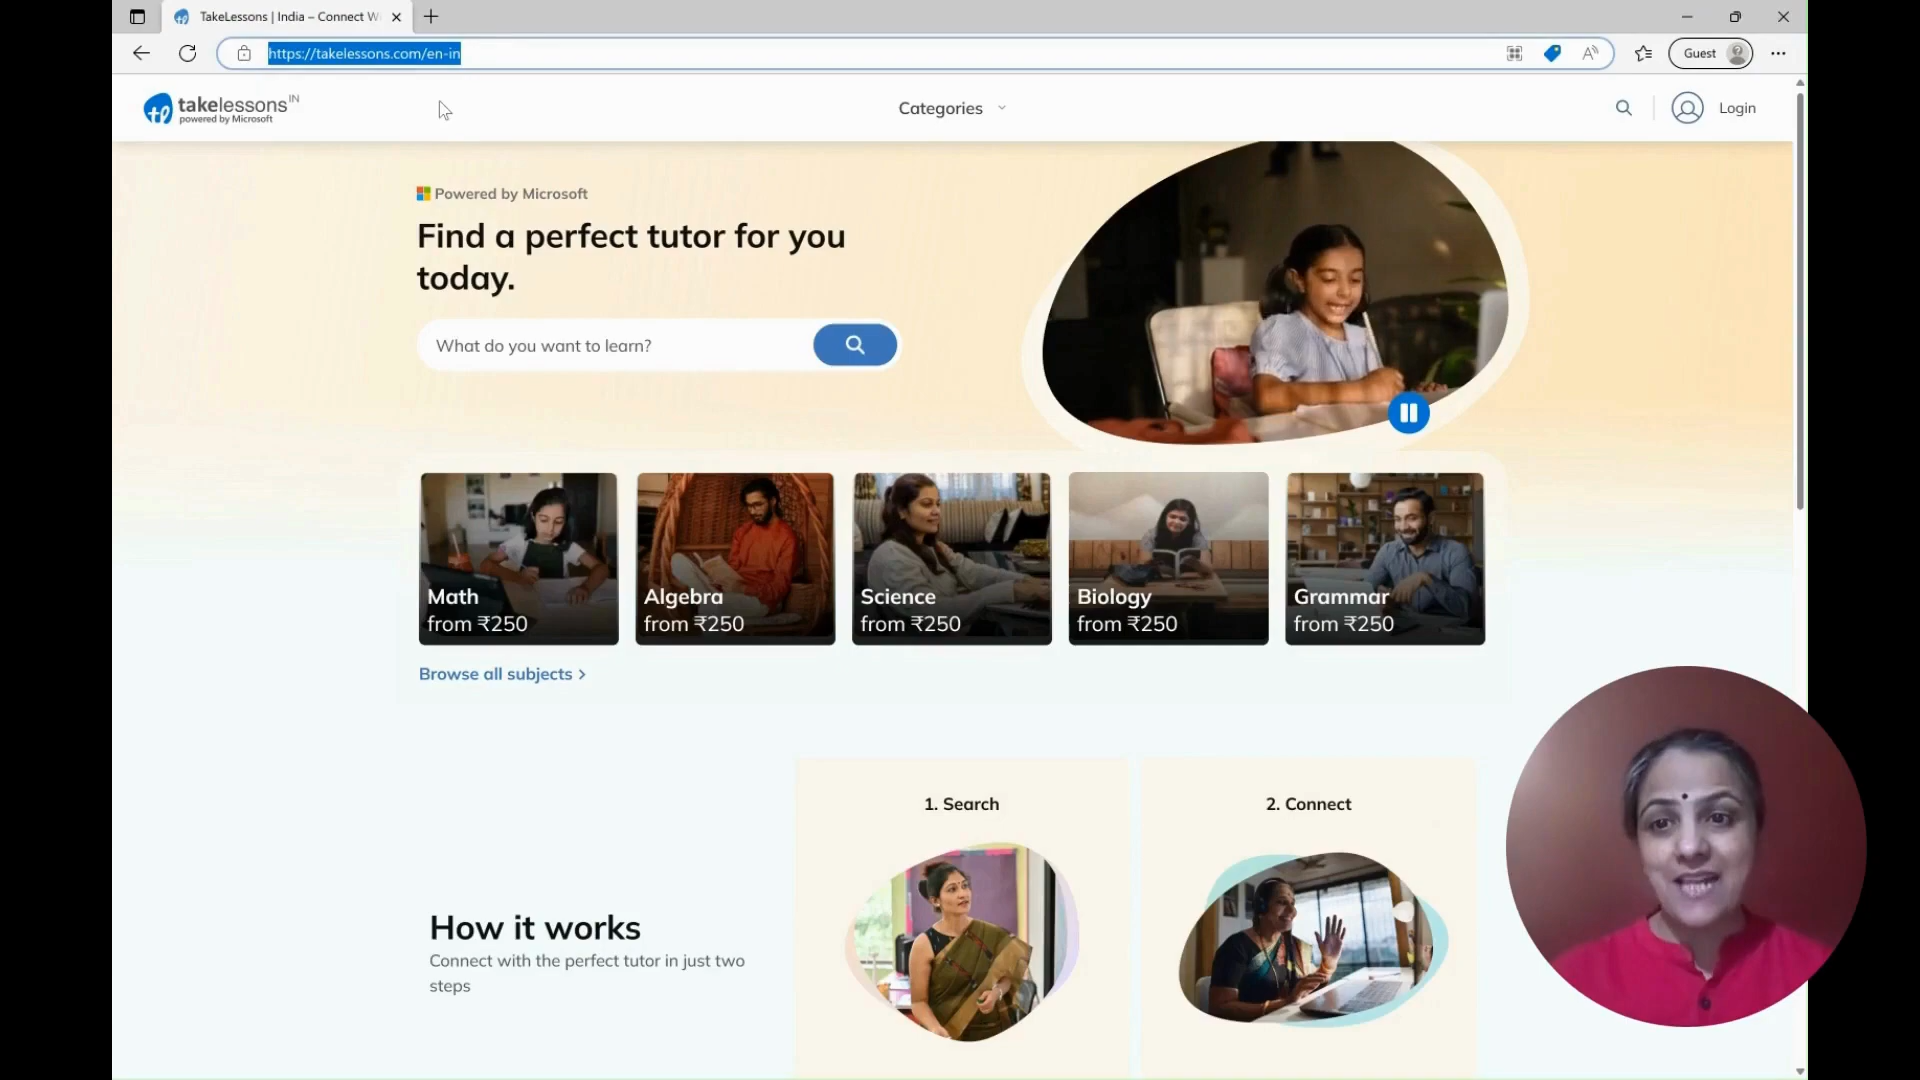 TakeLessons | India – Connect W
https://takelessons.com/en-in
Guest
takelessons IN
powered by Microsoft
Categories
Login
Powered by Microsoft
Find a perfect tutor for you
today.
What do you want to learn?
Math
from ₹250
Algebra
from ₹250
Science
from ₹250
Biology
from ₹250
Grammar
from ₹250
Browse all subjects >
How it works
Connect with the perfect tutor in just two
steps
1. Search
2. Connect